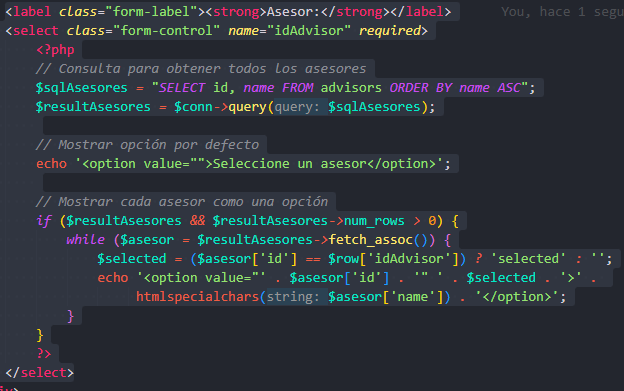 <label class="form-label"><strong>Asesor:</strong></label> You, hace 1 segu
<select class="form-control" name="idAdvisor" required>
<?php
// Consulta para obtener todos los asesores
$sqlAsesores = "SELECT id, name FROM advisors ORDER BY name ASC";
$resultAsesores = $conn->query(query: $sqlAsesores);
// Mostrar opción por defecto
echo '<option value="">Seleccione un asesor</option>';
// Mostrar cada asesor como una opción
if ($resultAsesores && $resultAsesores->num_rows > 0) {
while ($asesor = $resultAsesores->fetch_assoc()) {
$selected = ($asesor['id'] == $row['idAdvisor']) ? 'selected' : '';
echo '<option value="' . $asesor['id'] . '" ' . $selected . '>' .
htmlspecialchars(string: $asesor['name']) . '</option>';
}
}
?>
</select>